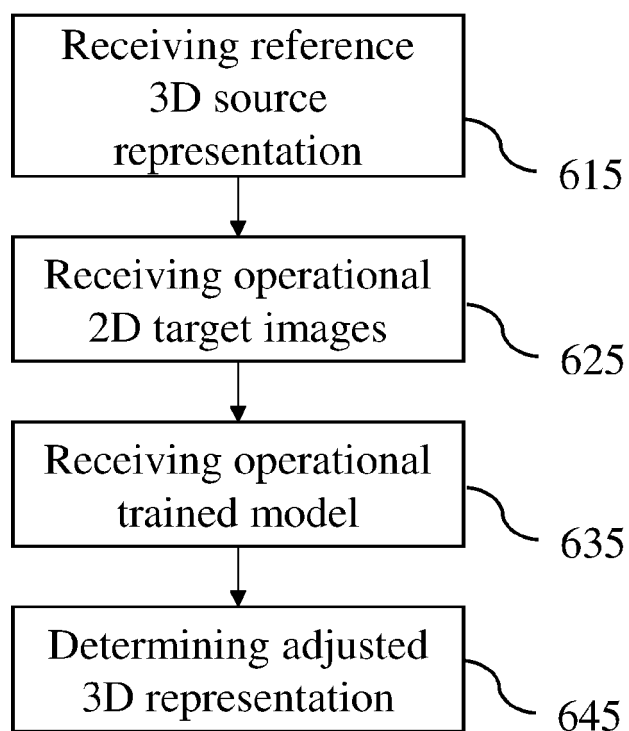 Receiving reference
3D source
representation
615
Receiving operational
2D target images
625
Receiving operational
trained model
635
Determining adjusted
3D representation
645